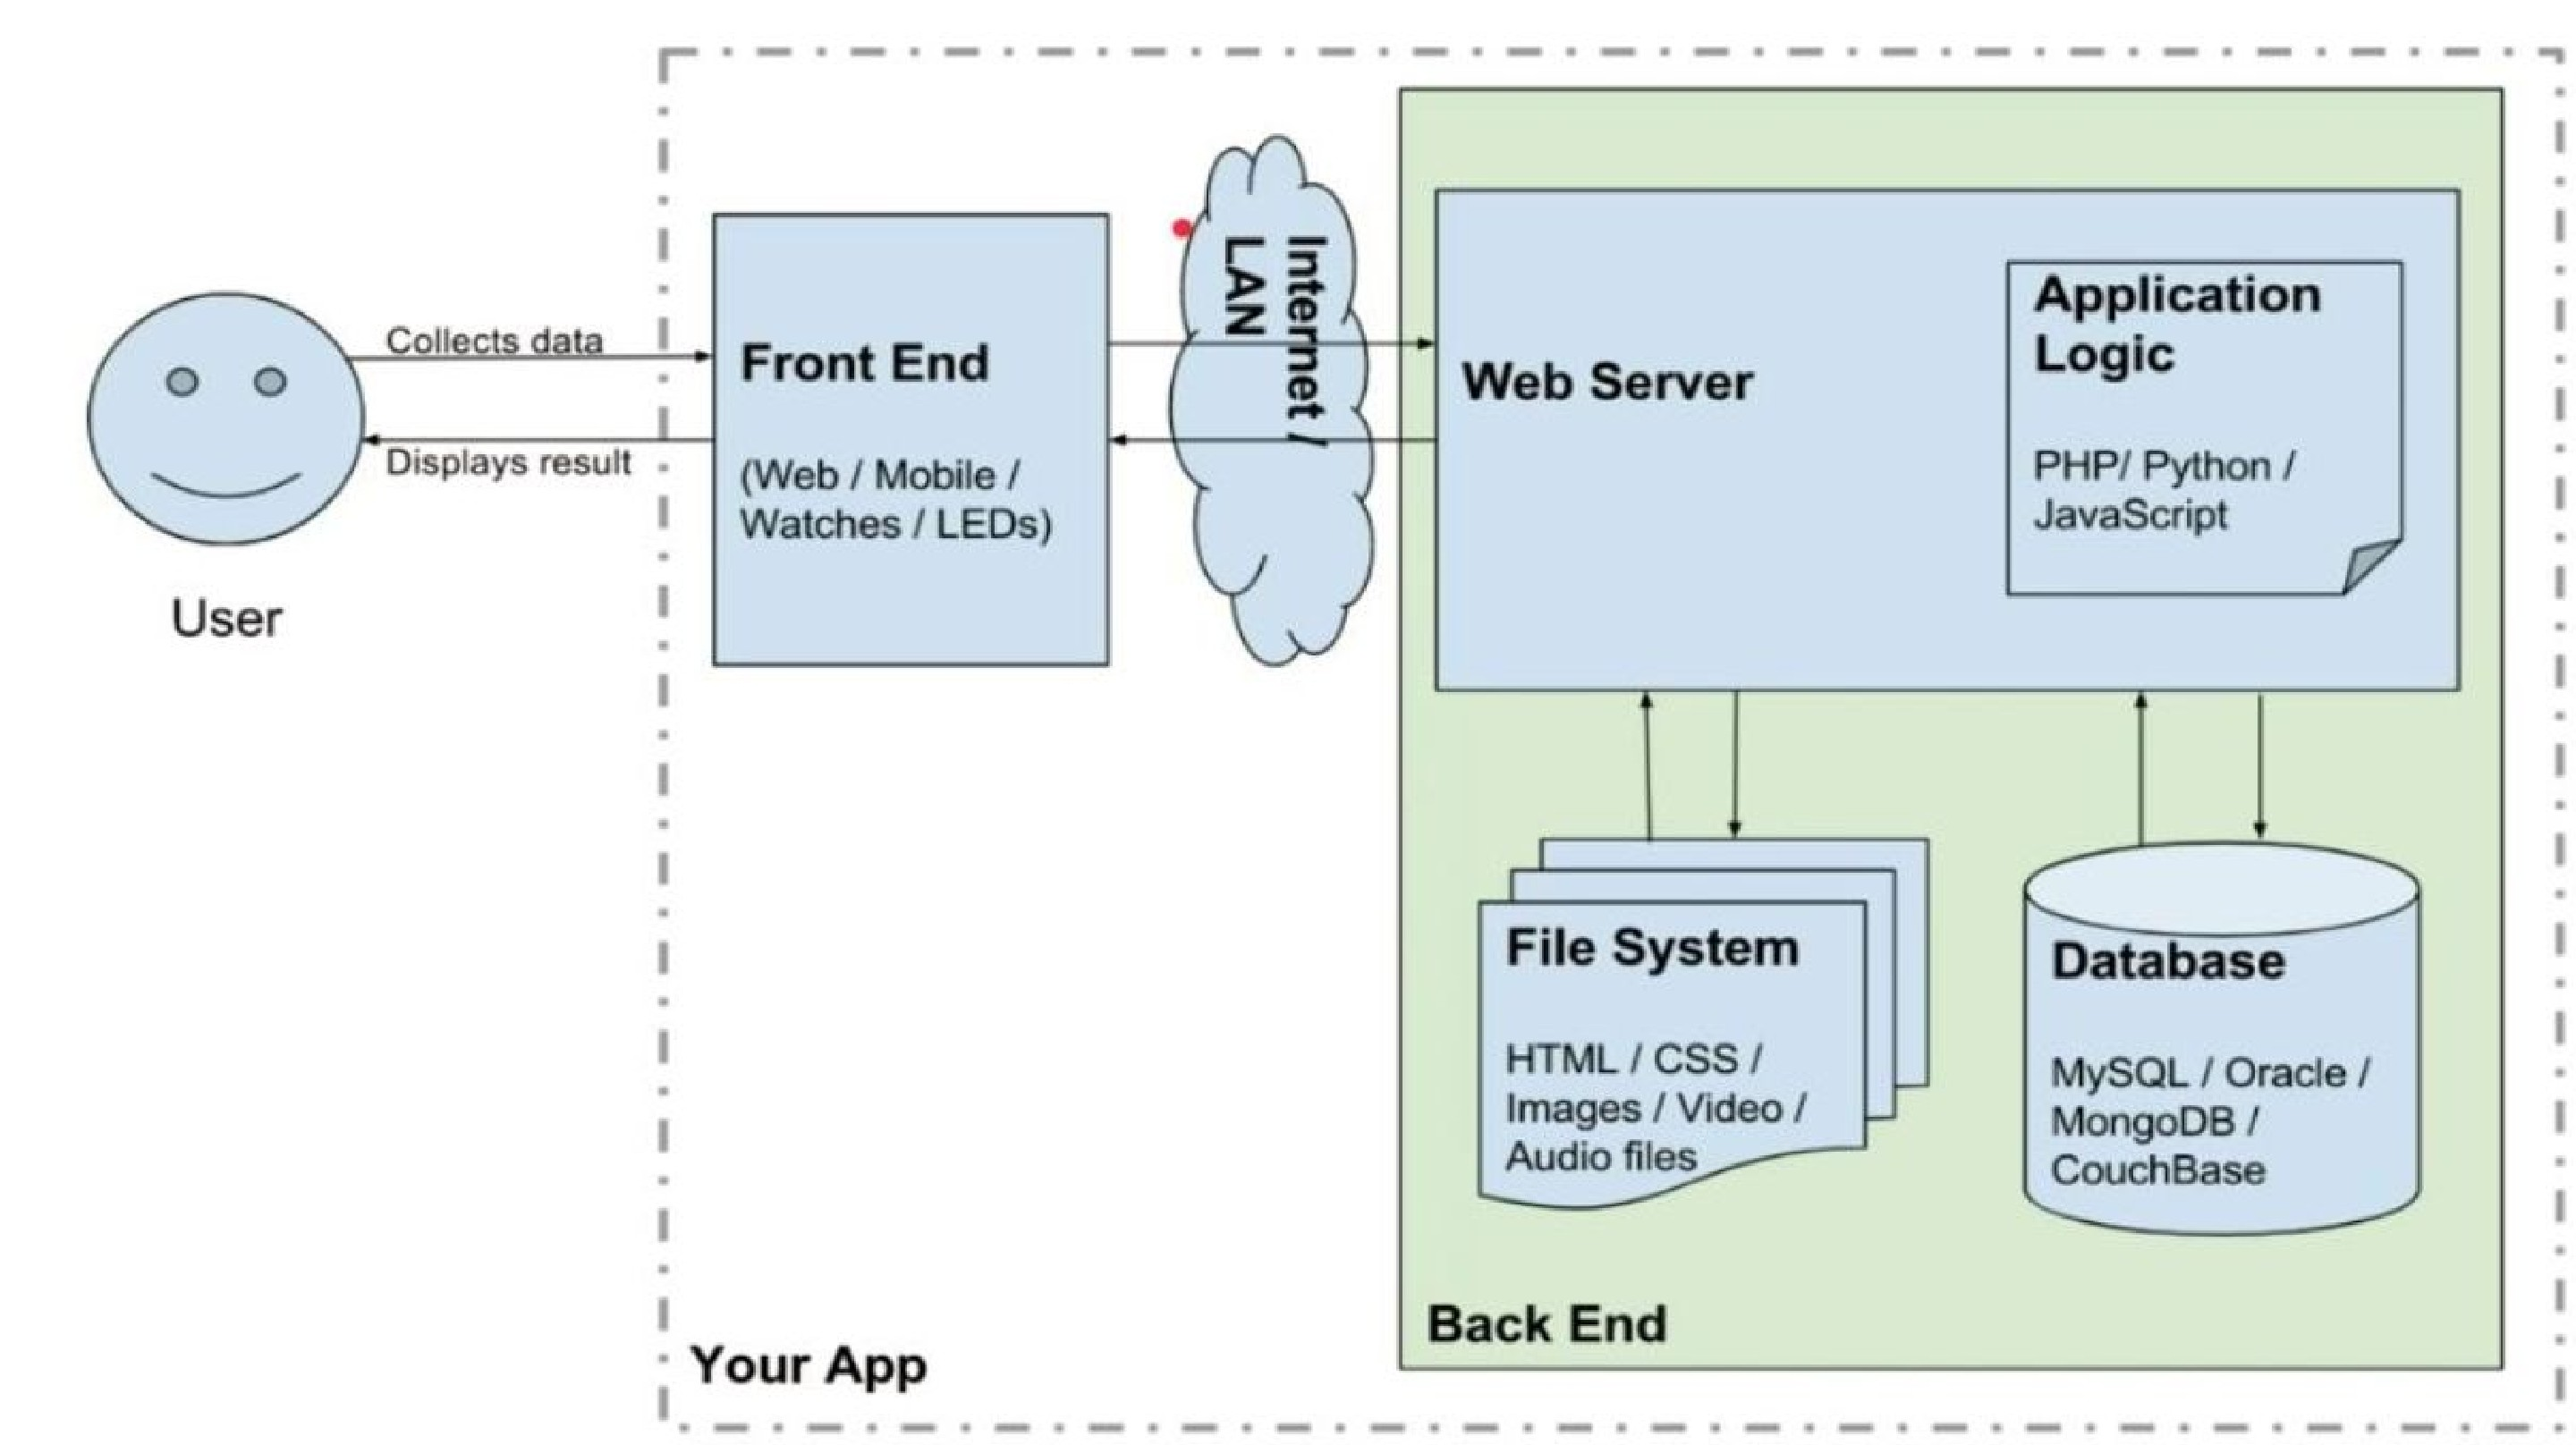 Collects data
Displays result
User
Front End
(Web / Mobile /
Watches / LEDs)
Internet /
LAN
Web Server
Application
Logic
PHP/ Python /
JavaScript
File System
HTML / CSS /
Images / Video /
Audio files
Database
MySQL / Oracle /
MongoDB /
CouchBase
Back End
Your App